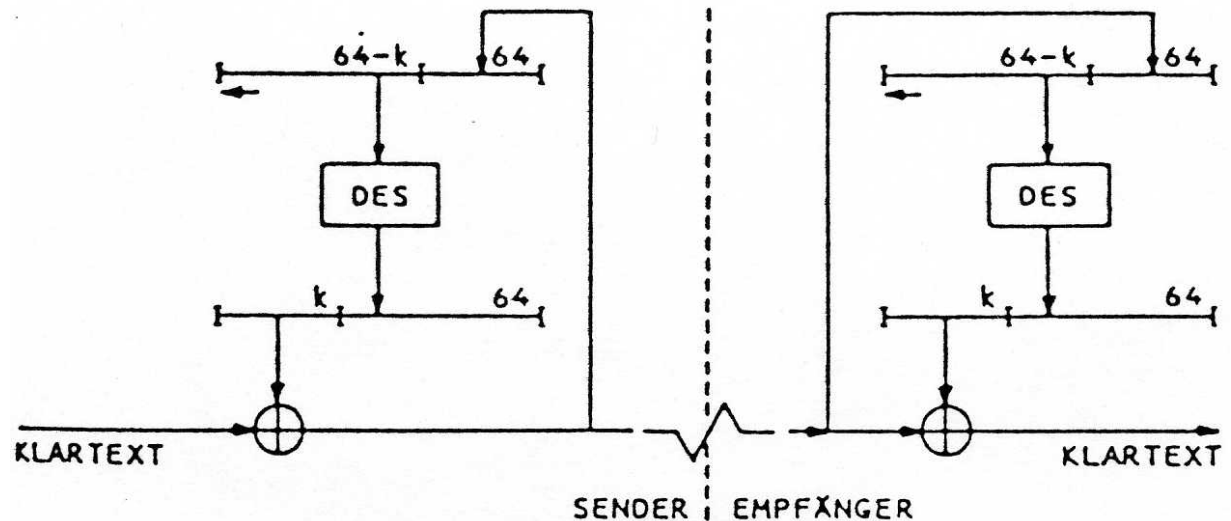 64-k 64
64-k 64
DES
DES
k 64
k 64
KLARTEXT
KLARTEXT
SENDER EMPFÄNGER